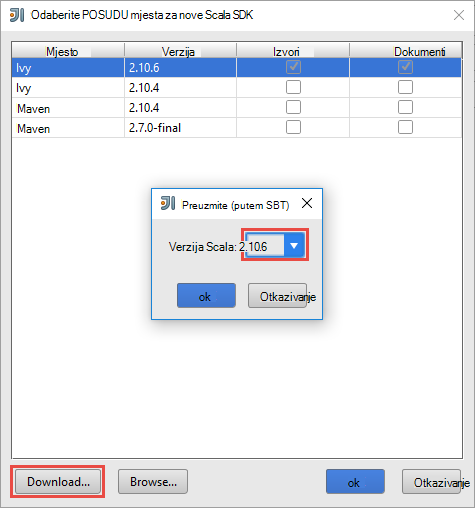 Odaberite POSUDU mjesta za nove Scala SDK
Mjesto Verzija Izvori Dokumenti
Ivy 2.10.6
Ivy 2.10.4
Maven 2.10.4
Maven 2.7.0-final
Preuzmite (putem SBT)
Verzija Scala: 2.10.6
ok Otkazivanje
Download... Browse... ok Otkazivanje